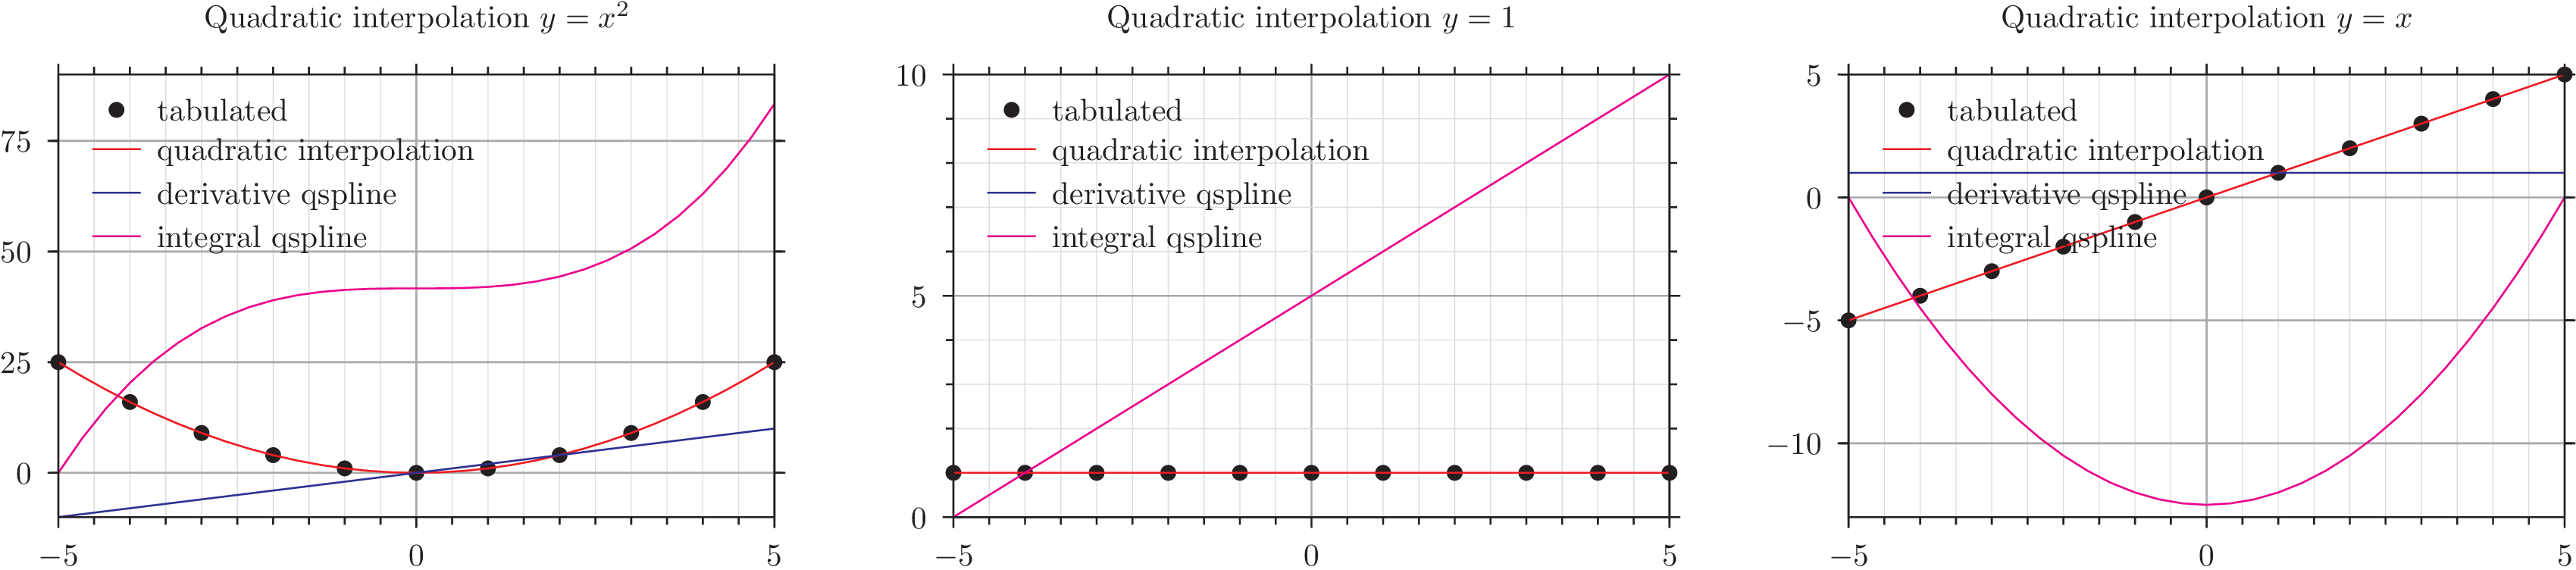 Quadratic interpolation y = x²
75
50
25
0
tabulated
quadratic interpolation
derivative qspline
integral qspline
−5 0 5
Quadratic interpolation y = 1
10
5
0
tabulated
quadratic interpolation
derivative qspline
integral qspline
−5 0 5
Quadratic interpolation y = x
5
0
−5
−10
tabulated
quadratic interpolation
derivative qspline
integral qspline
−5 0 5